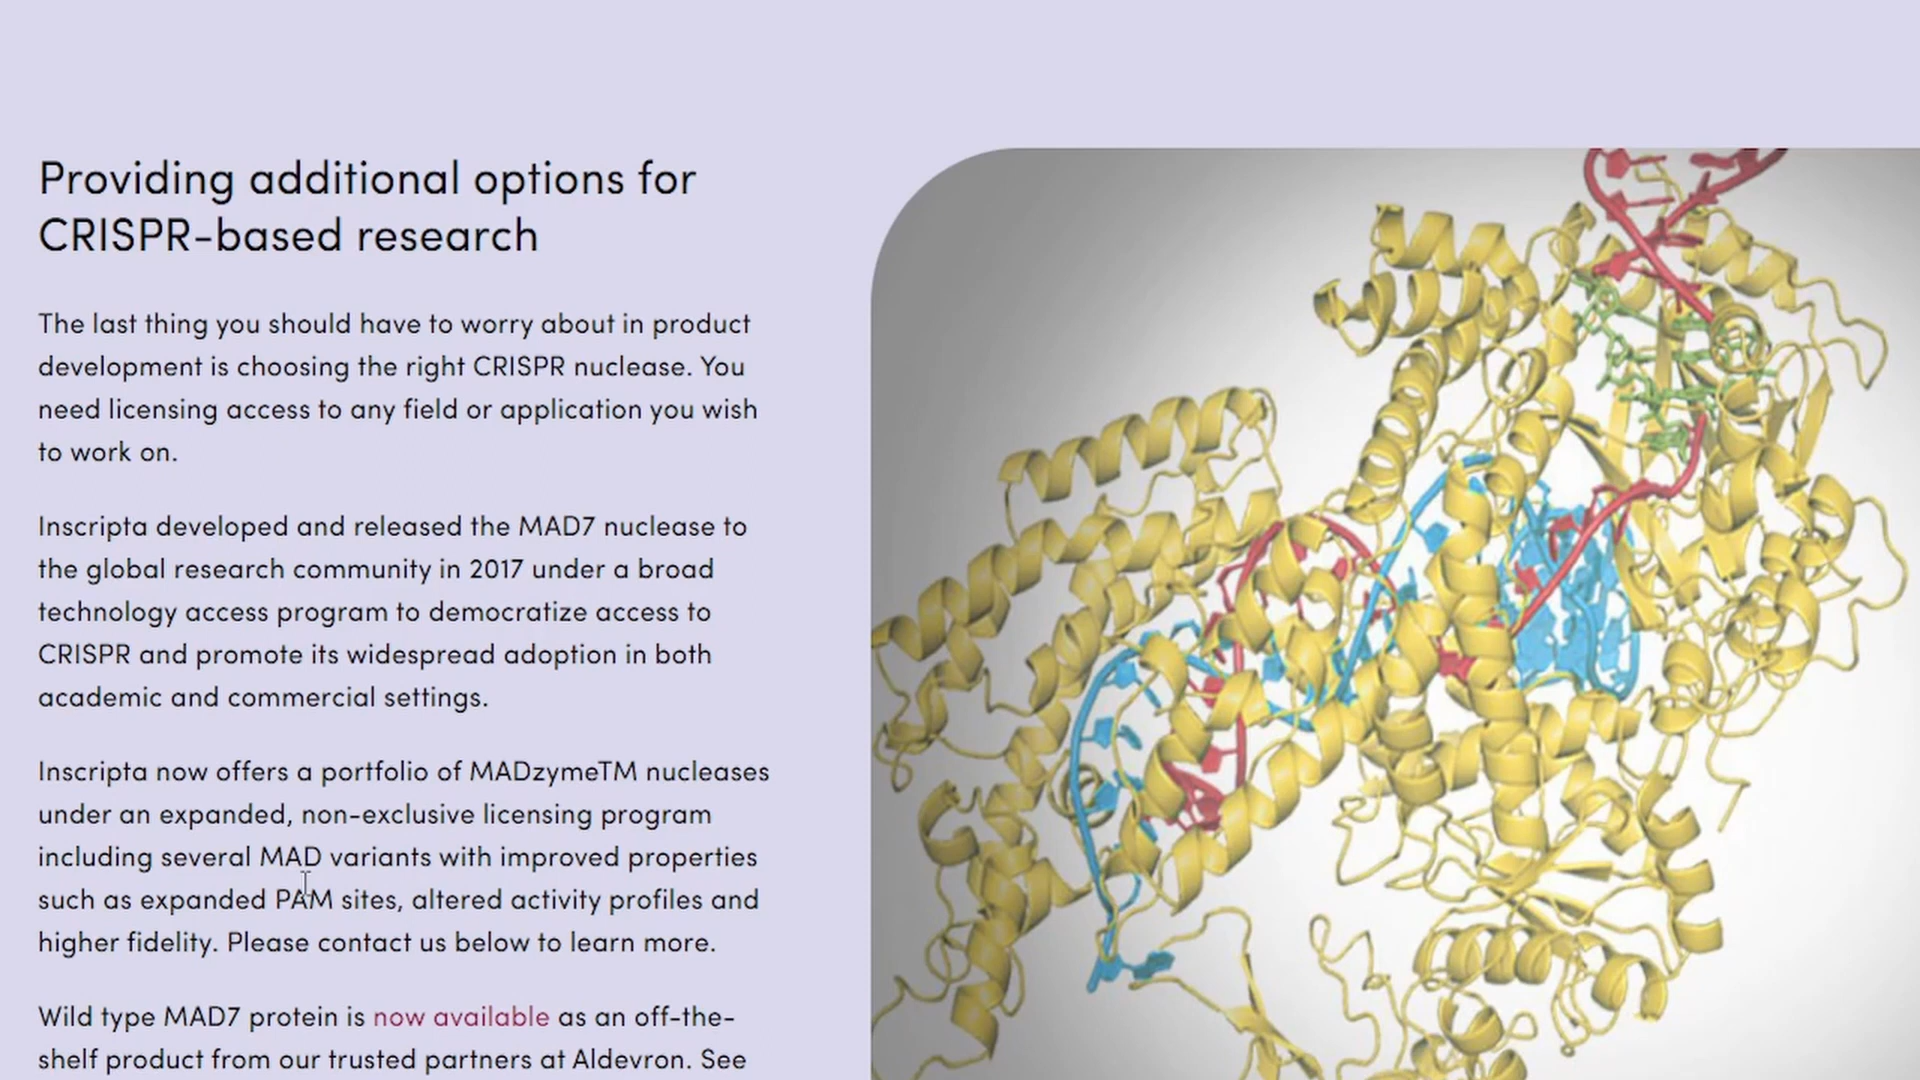 Providing additional options for
CRISPR-based research
The last thing you should have to worry about in product
development is choosing the right CRISPR nuclease. You
need licensing access to any field or application you wish
to work on.
Inscripta developed and released the MAD7 nuclease to
the global research community in 2017 under a broad
technology access program to democratize access to
CRISPR and promote its widespread adoption in both
academic and commercial settings.
Inscripta now offers a portfolio of MADzymeTM nucleases
under an expanded, non-exclusive licensing program
including several MAD variants with improved properties
such as expanded PAM sites, altered activity profiles and
higher fidelity. Please contact us below to learn more.
Wild type MAD7 protein is now available as an off-the-
shelf product from our trusted partners at Aldevron. See